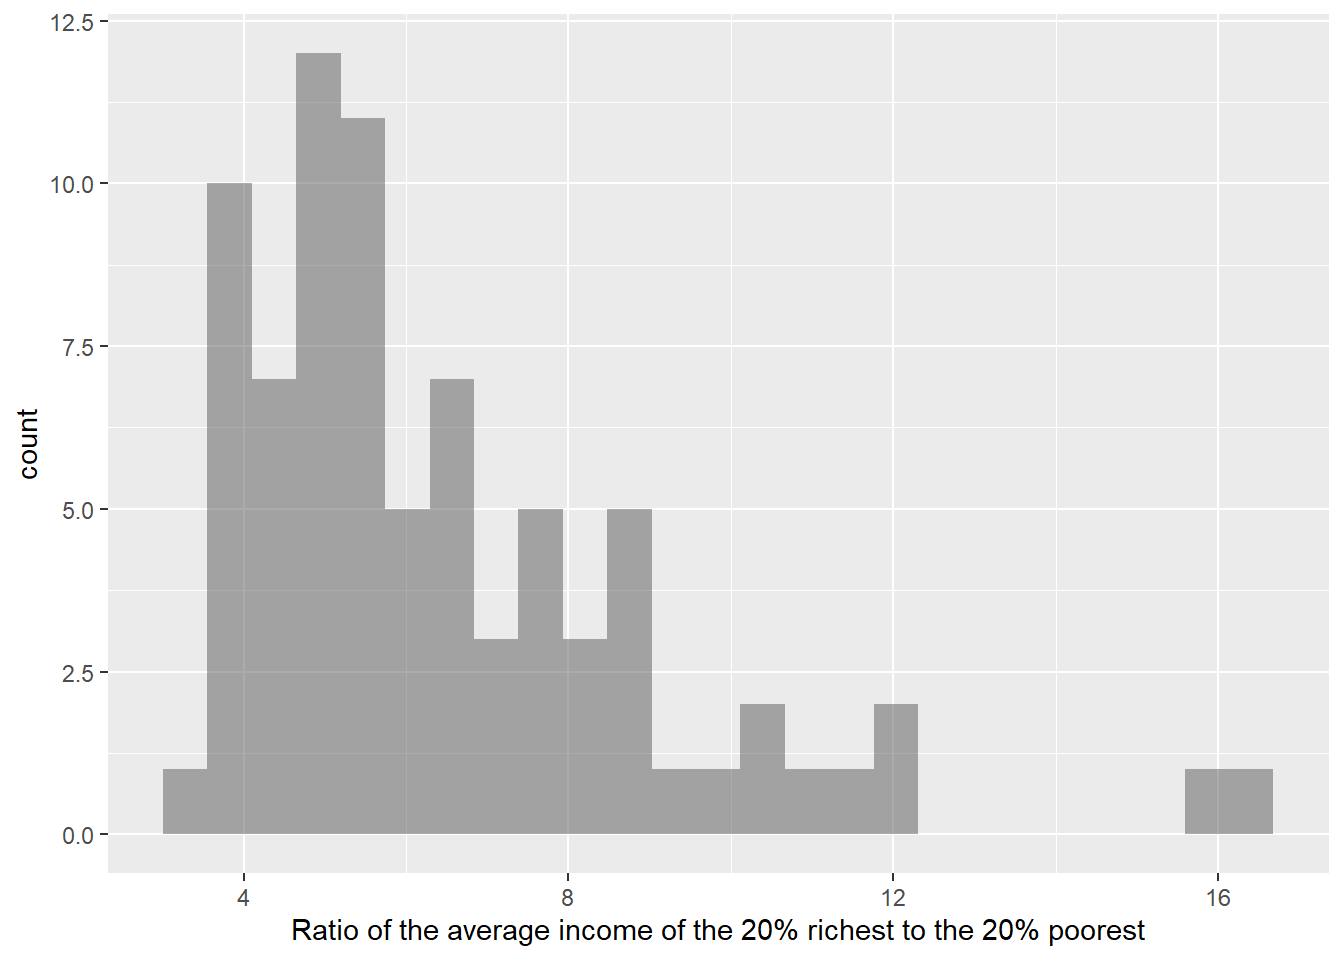 12.5
10.0
7.5
5.0
2.5
0.0
count
4 8 12 16
Ratio of the average income of the 20% richest to the 20% poorest